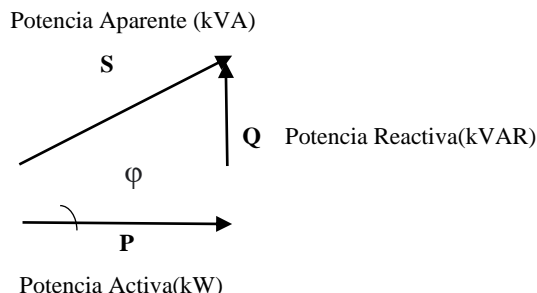 Potencia Aparente (kVA)
S
Q Potencia Reactiva(kVAR)
φ
P
Potencia Activa(kW)